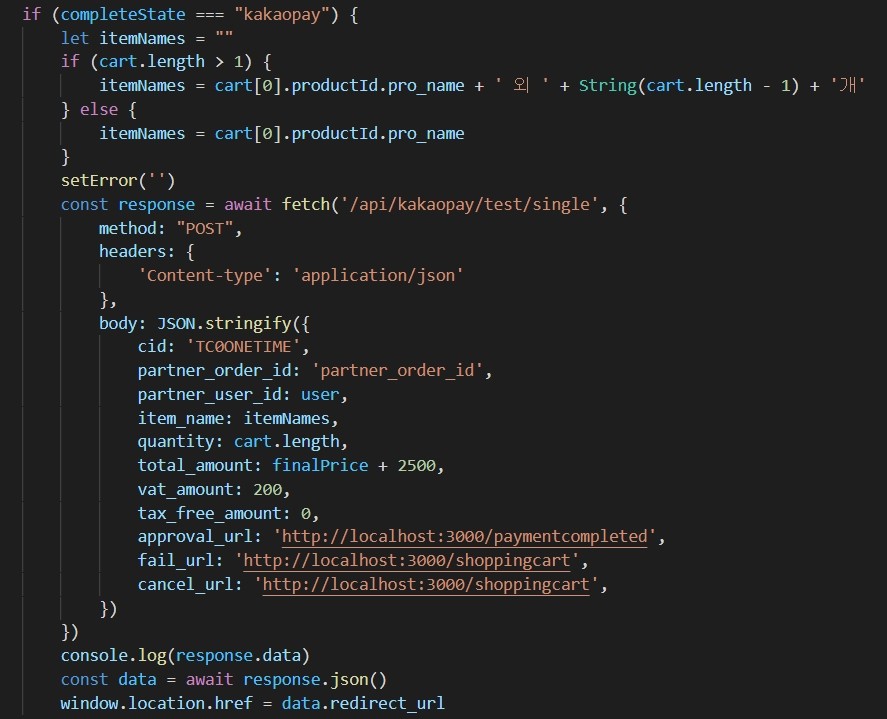 if (completeState === "kakaopay") {
let itemNames = ""
if (cart.length > 1) {
itemNames = cart[0].productId.pro_name + ' 외 ' + String(cart.length - 1) + '개'
} else {
itemNames = cart[0].productId.pro_name
}
setError('')
const response = await fetch('/api/kakaopay/test/single', {
method: "POST",
headers: {
'Content-type': 'application/json'
},
body: JSON.stringify({
cid: 'TC0ONETIME',
partner_order_id: 'partner_order_id',
partner_user_id: user,
item_name: itemNames,
quantity: cart.length,
total_amount: finalPrice + 2500,
vat_amount: 200,
tax_free_amount: 0,
approval_url: 'http://localhost:3000/paymentcompleted',
fail_url: 'http://localhost:3000/shoppingcart',
cancel_url: 'http://localhost:3000/shoppingcart',
})
})
console.log(response.data)
const data = await response.json()
window.location.href = data.redirect_url